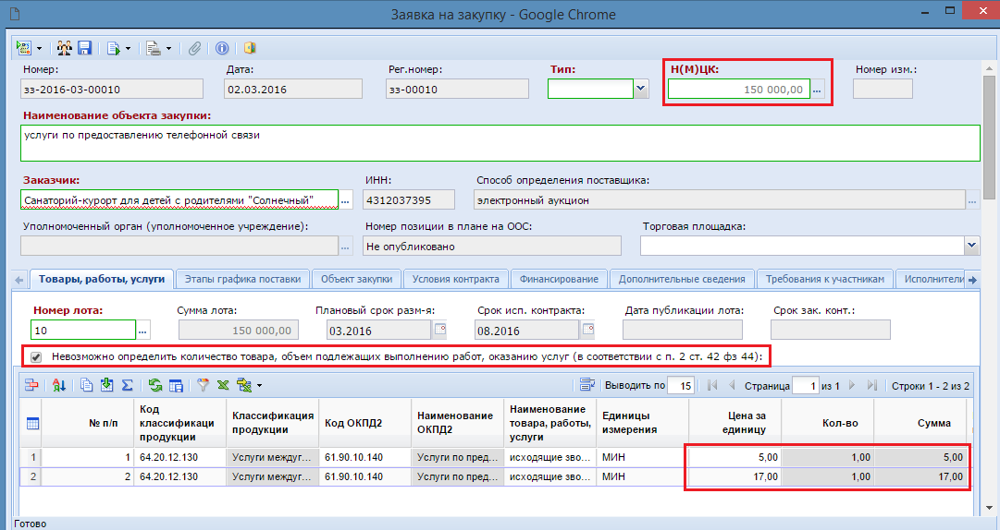 Заявка на закупку - Google Chrome
Номер: Дата: Рег.номер: Тип: Н(М)ЦК: Номер изм.:
зз-2016-03-00010 02.03.2016 зз-00010 150 000,00 ...
Наименование объекта закупки:
услуги по предоставлению телефонной связи
Заказчик: ИНН: Способ определения поставщика:
Санаторий-курорт для детей с родителями "Солнечный" ... 4312037395 электронный аукцион ...
Уполномоченный орган (уполномоченное учреждение): Номер позиции в плане на ООС: Торговая площадка:
... Не опубликовано
Товары, работы, услуги Этапы графика поставки Объект закупки Условия контракта Финансирование Дополнительные сведения Требования к участникам Исполнители
Номер лота: Сумма лота: Плановый срок разм-я: Срок исп. контракта: Дата публикации лота: Срок зак. конт.:
10 ... 150 000,00 03.2016 08.2016
Невозможно определить количество товара, объем подлежащих выполнению работ, оказанию услуг (в соответствии с п. 2 ст. 42 фз 44):
Выводить по 15 Страница 1 из 1 Строки 1 - 2 из 2
№ п/п Код классификаци продукции Классификация продукции Код ОКПД2 Наименование ОКПД2 Наименование товара, работы, услуги Единицы измерения Цена за единицу Кол-во Сумма
1 1 64.20.12.130 Услуги междуг... 61.90.10.140 Услуги по пред... исходящие зво... МИН 5,00 1,00 5,00
2 2 64.20.12.130 Услуги междуг... 61.90.10.140 Услуги по пред... исходящие зво... МИН 17,00 1,00 17,00
Готово